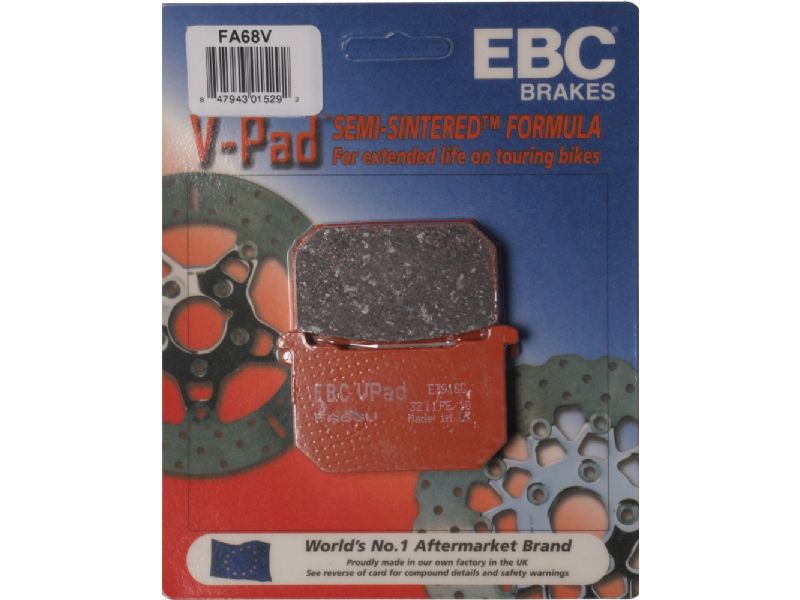 FA68V
8 47943 01529 2
EBC
BRAKES
V-Pad
SEMI-SINTERED™ FORMULA
For extended life on touring bikes
EBC VPad
3211FE/16
Made in UK
World's No.1 Aftermarket Brand
Proudly made in our own factory in the UK
See reverse of card for compound details and safety warnings